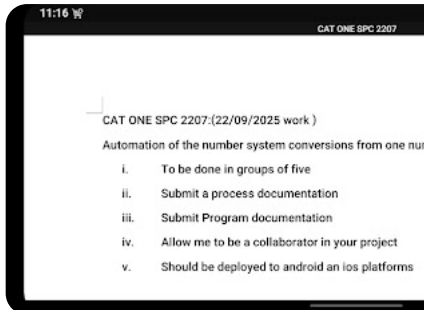 11:16
CAT ONE SPC 2207
CAT ONE SPC 2207:(22/09/2025 work )
Automation of the number system conversions from one
i. To be done in groups of five
ii. Submit a process documentation
iii. Submit Program documentation
iv. Allow me to be a collaborator in your project
v. Should be deployed to android an ios platforms